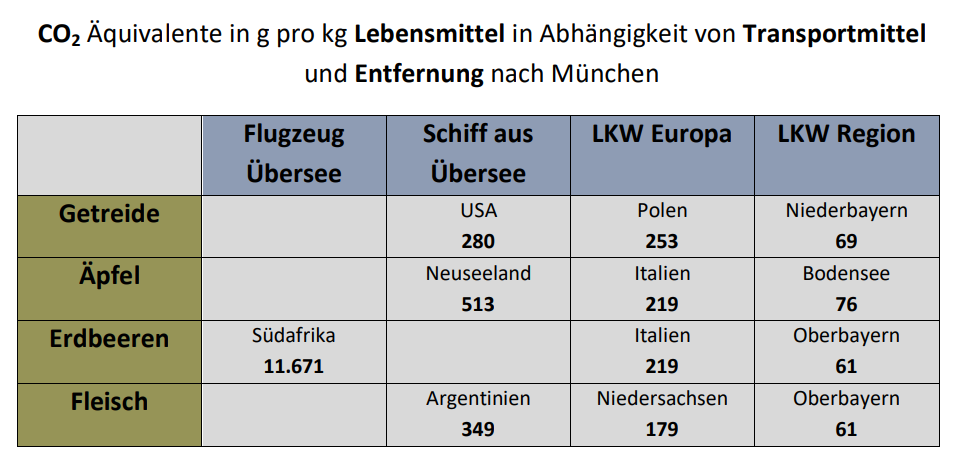 CO₂ Äquivalente in g pro kg Lebensmittel in Abhängigkeit von Transportmittel
und Entfernung nach München
Flugzeug Übersee Schiff aus Übersee LKW Europa LKW Region
Getreide USA 280 Polen 253 Niederbayern 69
Äpfel Neuseeland 513 Italien 219 Bodensee 76
Erdbeeren Südafrika 11.671 Italien 219 Oberbayern 61
Fleisch Argentinien 349 Niedersachsen 179 Oberbayern 61